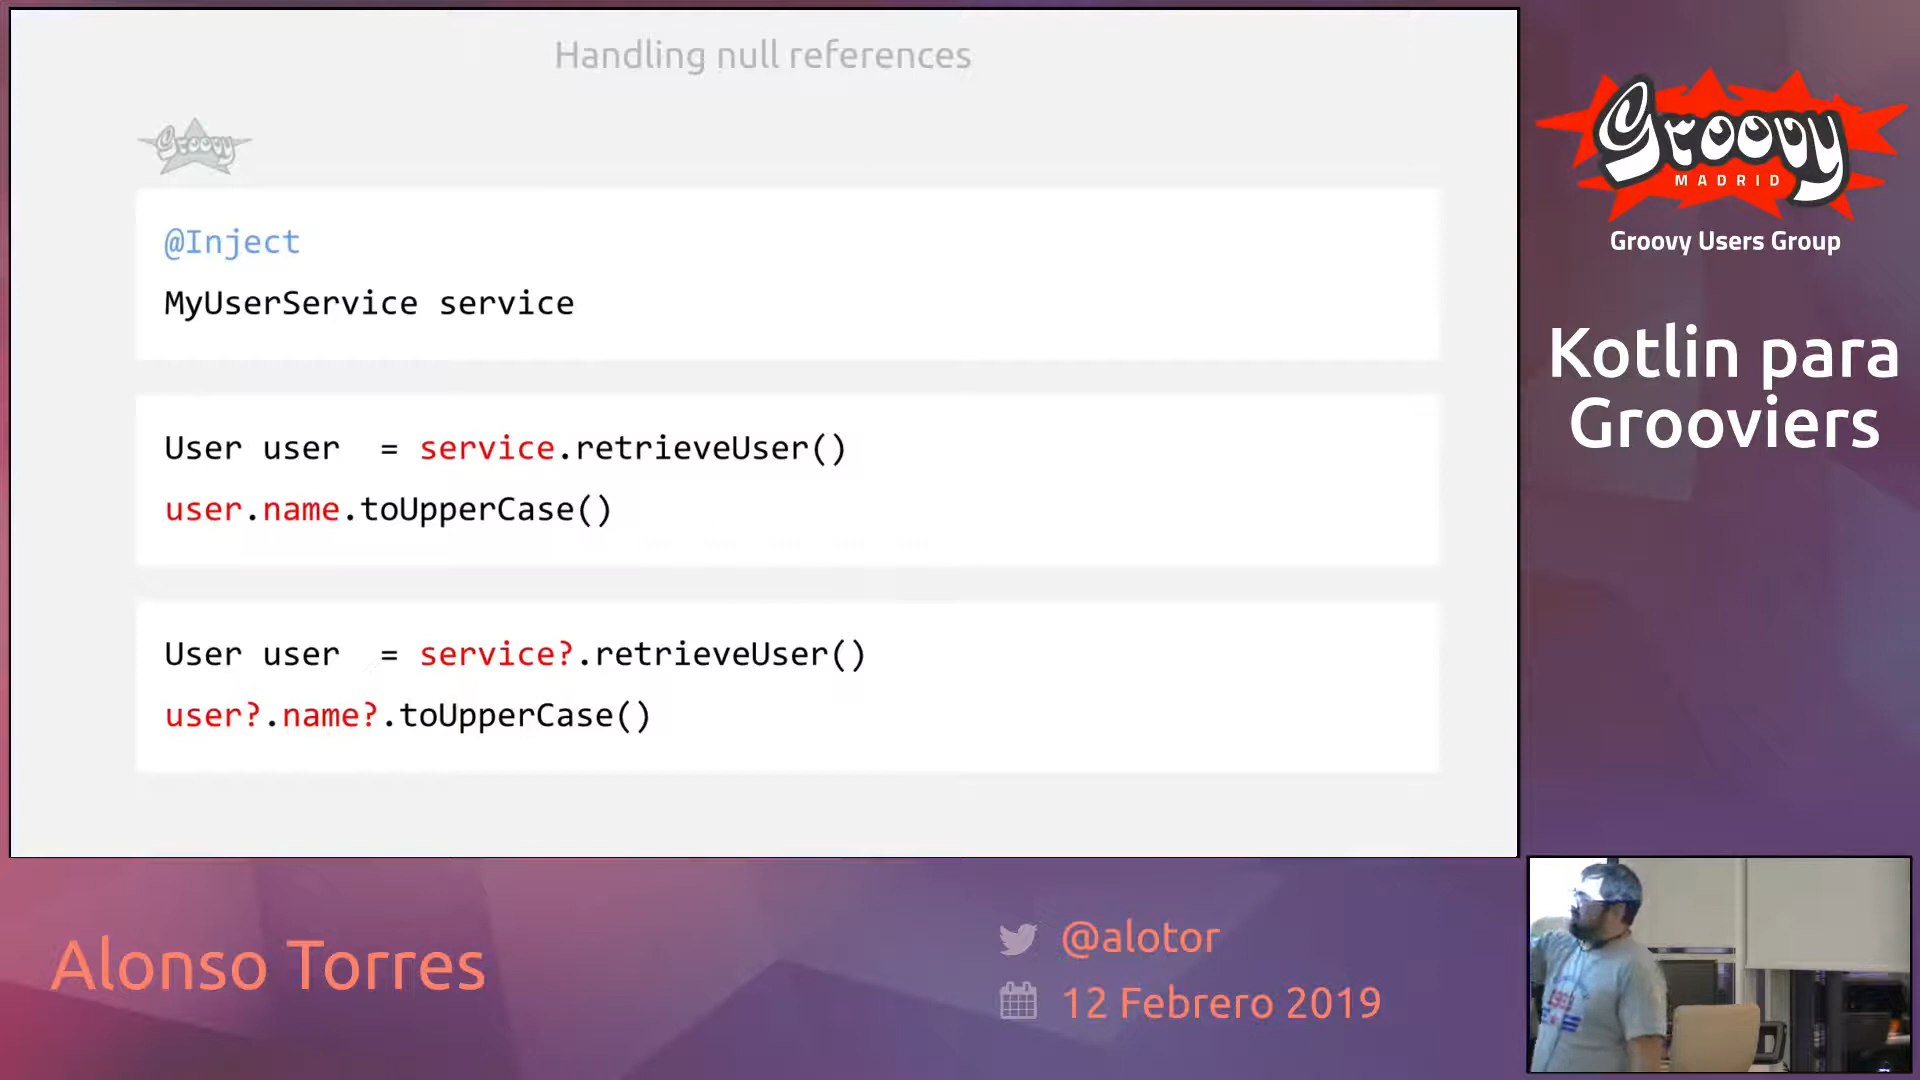 Handling null references
Groovy
@Inject
MyUserService service
User user  = service.retrieveUser()
user.name.toUpperCase()
User user  = service?.retrieveUser()
user?.name?.toUpperCase()
Groovy
MADRID
Groovy Users Group
Kotlin para
Grooviers
Alonso Torres
@alotor
12 Febrero 2019